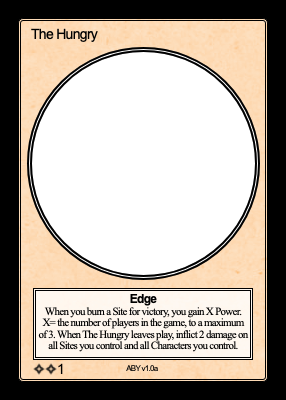 The Hungry
Edge
When you burn a Site for victory, you gain X Power.
X= the number of players in the game, to a maximum
of 3. When The Hungry leaves play, inflict 2 damage on
all Sites you control and all Characters you control.
1
ABY v1.0a